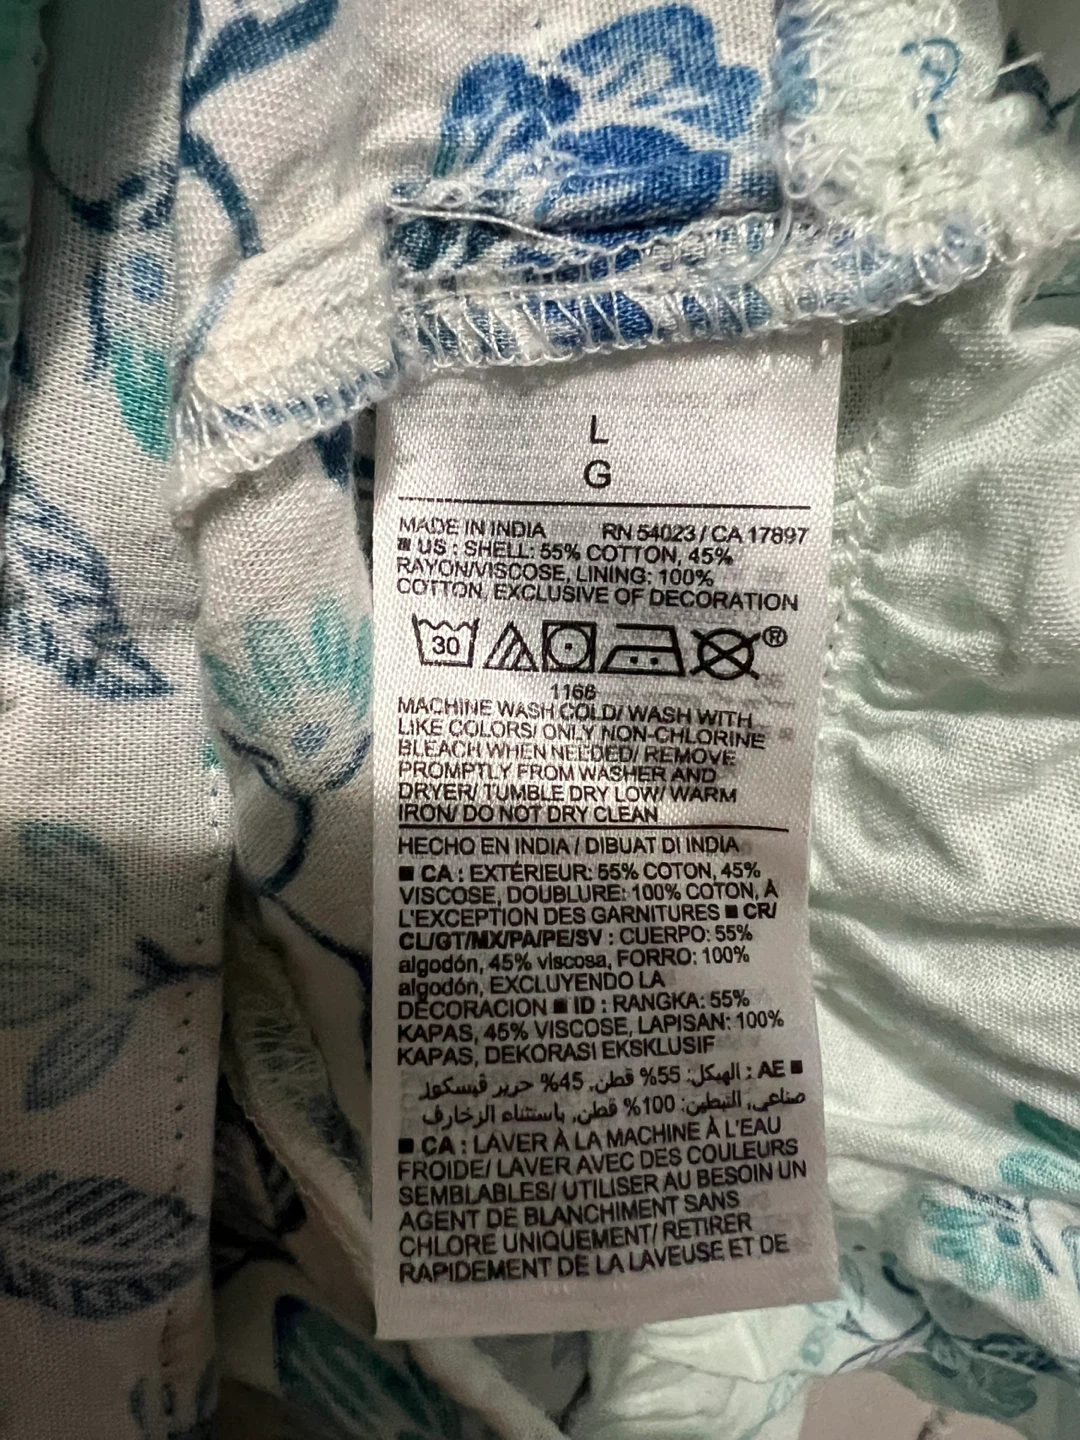 L
G
MADE IN INDIA RN 54023 / CA 17897
■ US : SHELL: 55% COTTON, 45%
RAYON/VISCOSE, LINING: 100%
COTTON, EXCLUSIVE OF DECORATION
30 ®
1166
MACHINE WASH COLD/ WASH WITH
LIKE COLORS/ ONLY NON-CHLORINE
BLEACH WHEN NEEDED/ REMOVE
PROMPTLY FROM WASHER AND
DRYER/ TUMBLE DRY LOW/ WARM
IRON/ DO NOT DRY CLEAN
HECHO EN INDIA / DIBUAT DI INDIA
■ CA : EXTÉRIEUR: 55% COTON, 45%
VISCOSE, DOUBLURE: 100% COTON, À
L'EXCEPTION DES GARNITURES ■ CR/
CL/GT/MX/PA/PE/SV : CUERPO: 55%
algodón, 45% viscosa, FORRO: 100%
algodón, EXCLUYENDO LA
DECORACION ■ ID : RANGKA: 55%
KAPAS, 45% VISCOSE, LAPISAN: 100%
KAPAS, DEKORASI EKSKLUSIF
■ AE : الهيكل: 55% قطن, 45% حرير فيسكوز
صناعي, التبطين: 100% قطن, باستثناء الزخارف
■ CA : LAVER À LA MACHINE À L'EAU
FROIDE/ LAVER AVEC DES COULEURS
SEMBLABLES/ UTILISER AU BESOIN UN
AGENT DE BLANCHIMENT SANS
CHLORE UNIQUEMENT/ RETIRER
RAPIDEMENT DE LA LAVEUSE ET DE